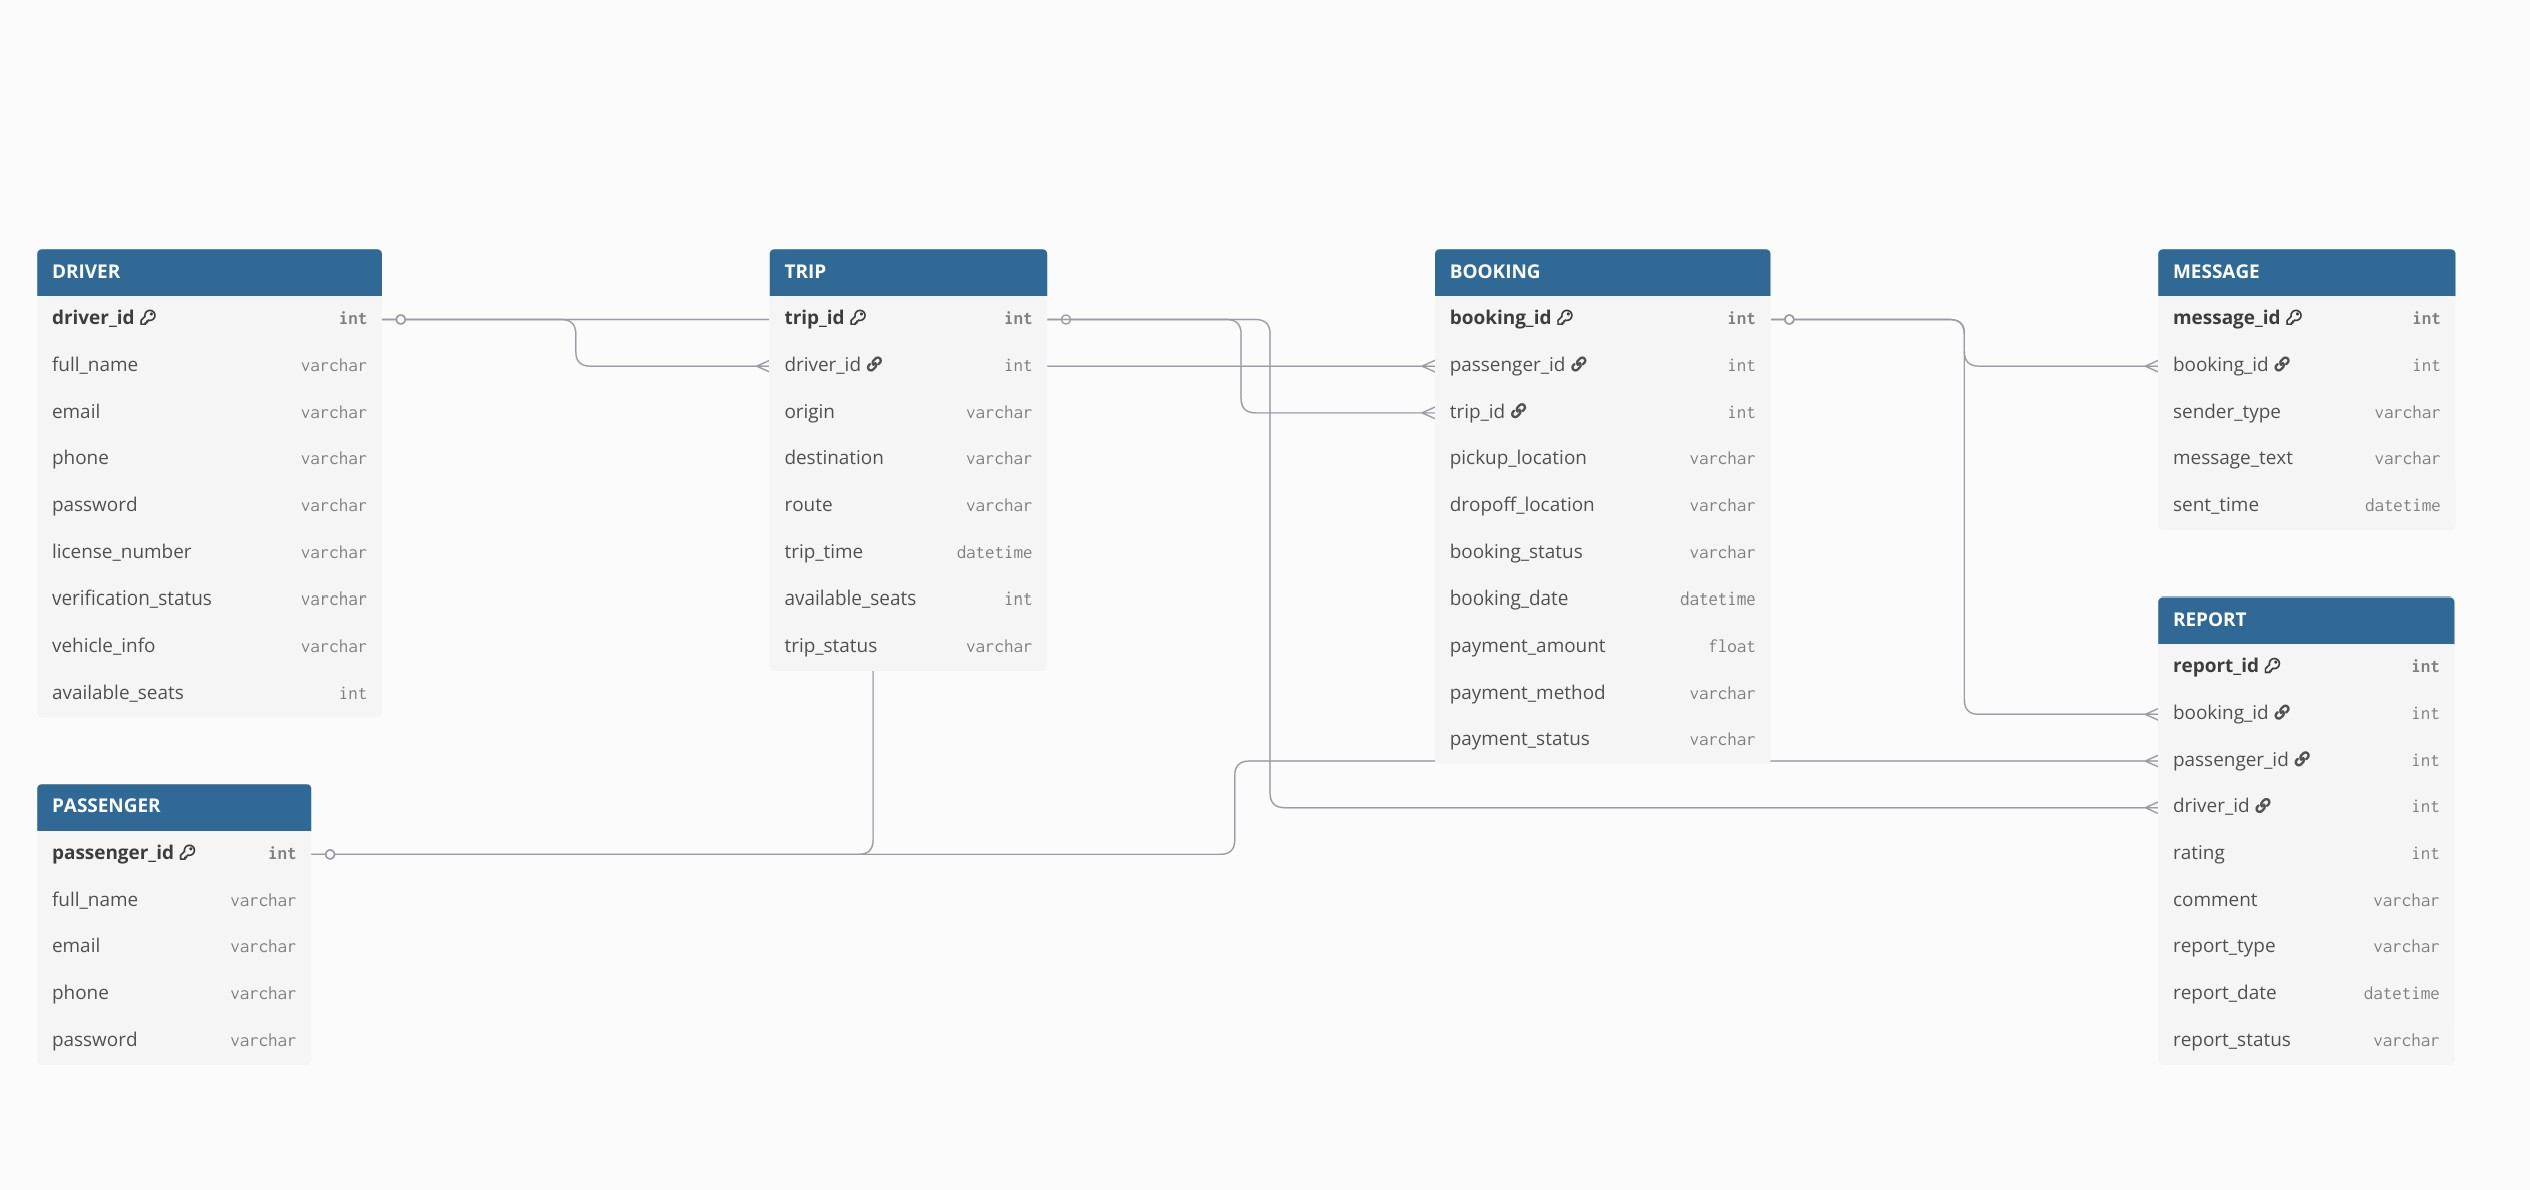 DRIVER
driver_id int
full_name varchar
email varchar
phone varchar
password varchar
license_number varchar
verification_status varchar
vehicle_info varchar
available_seats int
PASSENGER
passenger_id int
full_name varchar
email varchar
phone varchar
password varchar
TRIP
trip_id int
driver_id int
origin varchar
destination varchar
route varchar
trip_time datetime
available_seats int
trip_status varchar
BOOKING
booking_id int
passenger_id int
trip_id int
pickup_location varchar
dropoff_location varchar
booking_status varchar
booking_date datetime
payment_amount float
payment_method varchar
payment_status varchar
MESSAGE
message_id int
booking_id int
sender_type varchar
message_text varchar
sent_time datetime
REPORT
report_id int
booking_id int
passenger_id int
driver_id int
rating int
comment varchar
report_type varchar
report_date datetime
report_status varchar